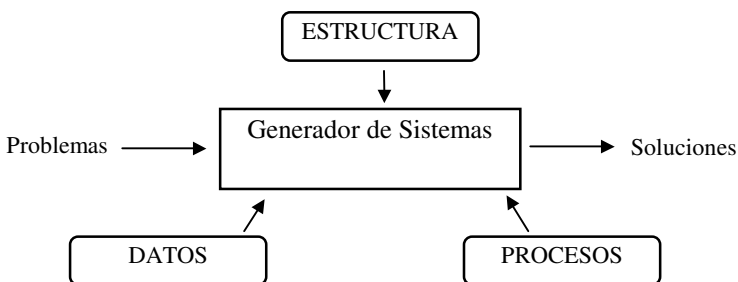 ESTRUCTURA
Generador de Sistemas
Problemas
Soluciones
DATOS
PROCESOS